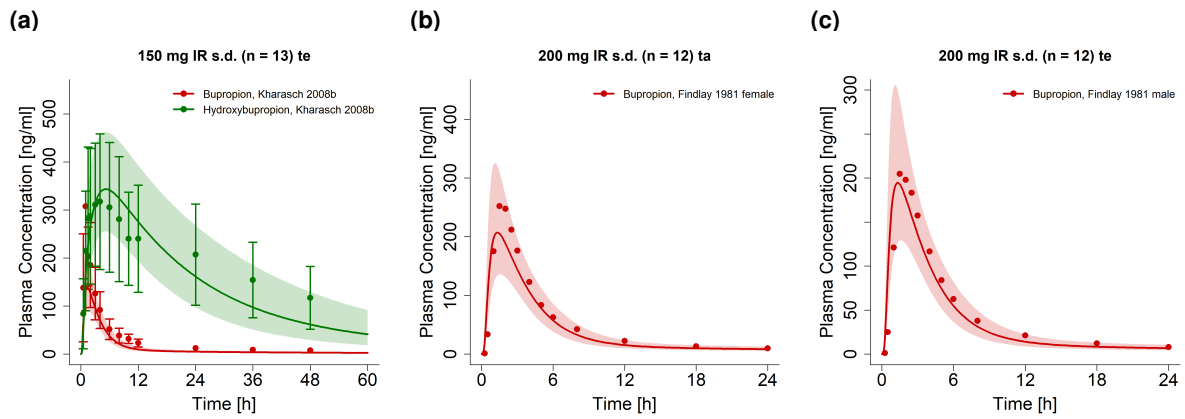 (a)
150 mg IR s.d. (n = 13) te
Bupropion, Kharasch 2008b
Hydroxybupropion, Kharasch 2008b
Plasma Concentration [ng/ml]
500
400
300
200
100
0
0 12 24 36 48 60
Time [h]
(b)
200 mg IR s.d. (n = 12) ta
Bupropion, Findlay 1981 female
Plasma Concentration [ng/ml]
400
300
200
100
0
0 6 12 18 24
Time [h]
(c)
200 mg IR s.d. (n = 12) te
Bupropion, Findlay 1981 male
Plasma Concentration [ng/ml]
300
200
100
50
0
0 6 12 18 24
Time [h]